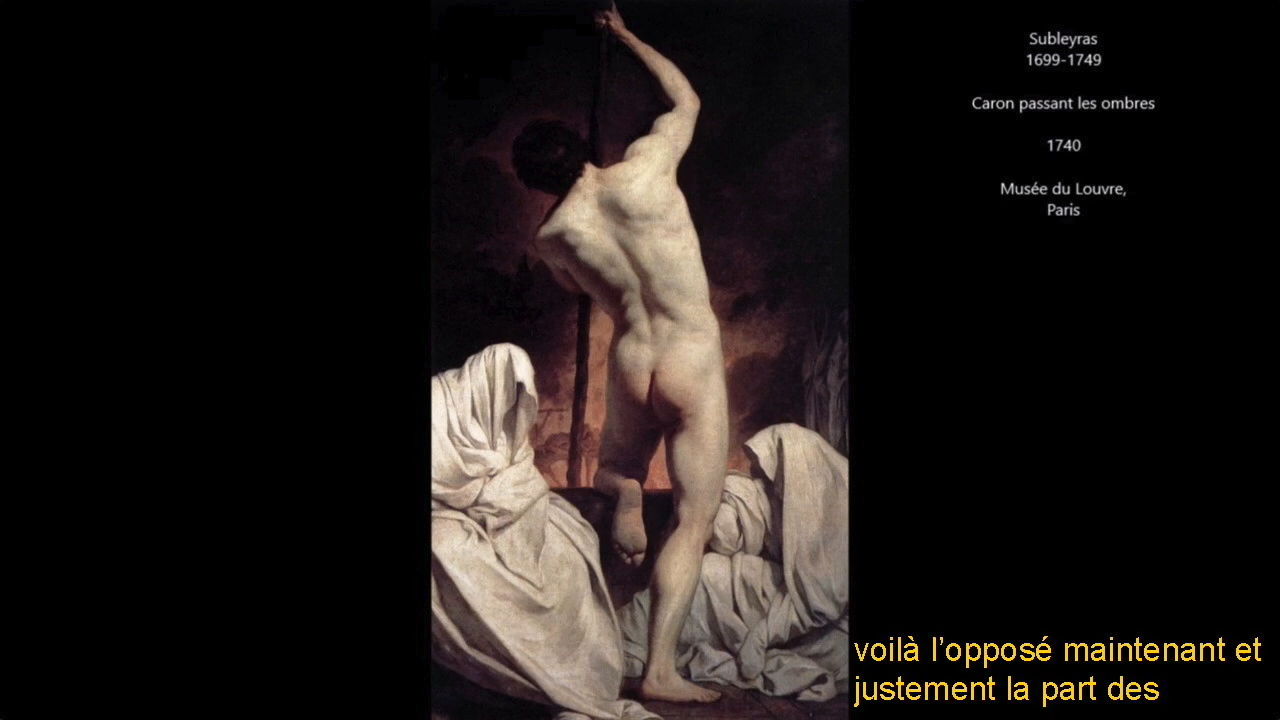 Subleyras
1699-1749
Caron passant les ombres
1740
Musée du Louvre,
Paris
voilà l’opposé maintenant et
justement la part des